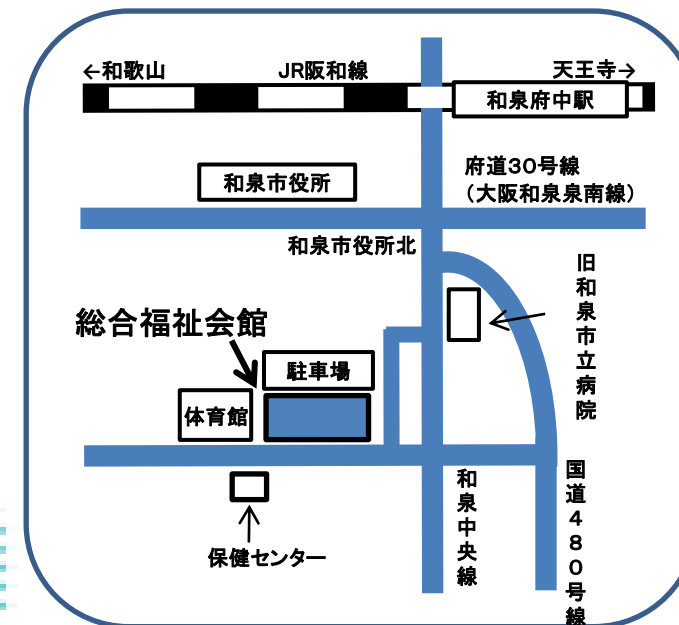 ←和歌山
JR阪和線
天王寺→
和泉府中駅
和泉市役所
府道30号線
（大阪和泉泉南線）
和泉市役所北
旧和泉市立病院
総合福祉会館
駐車場
体育館
和泉中央線
国道480号線
保健センター